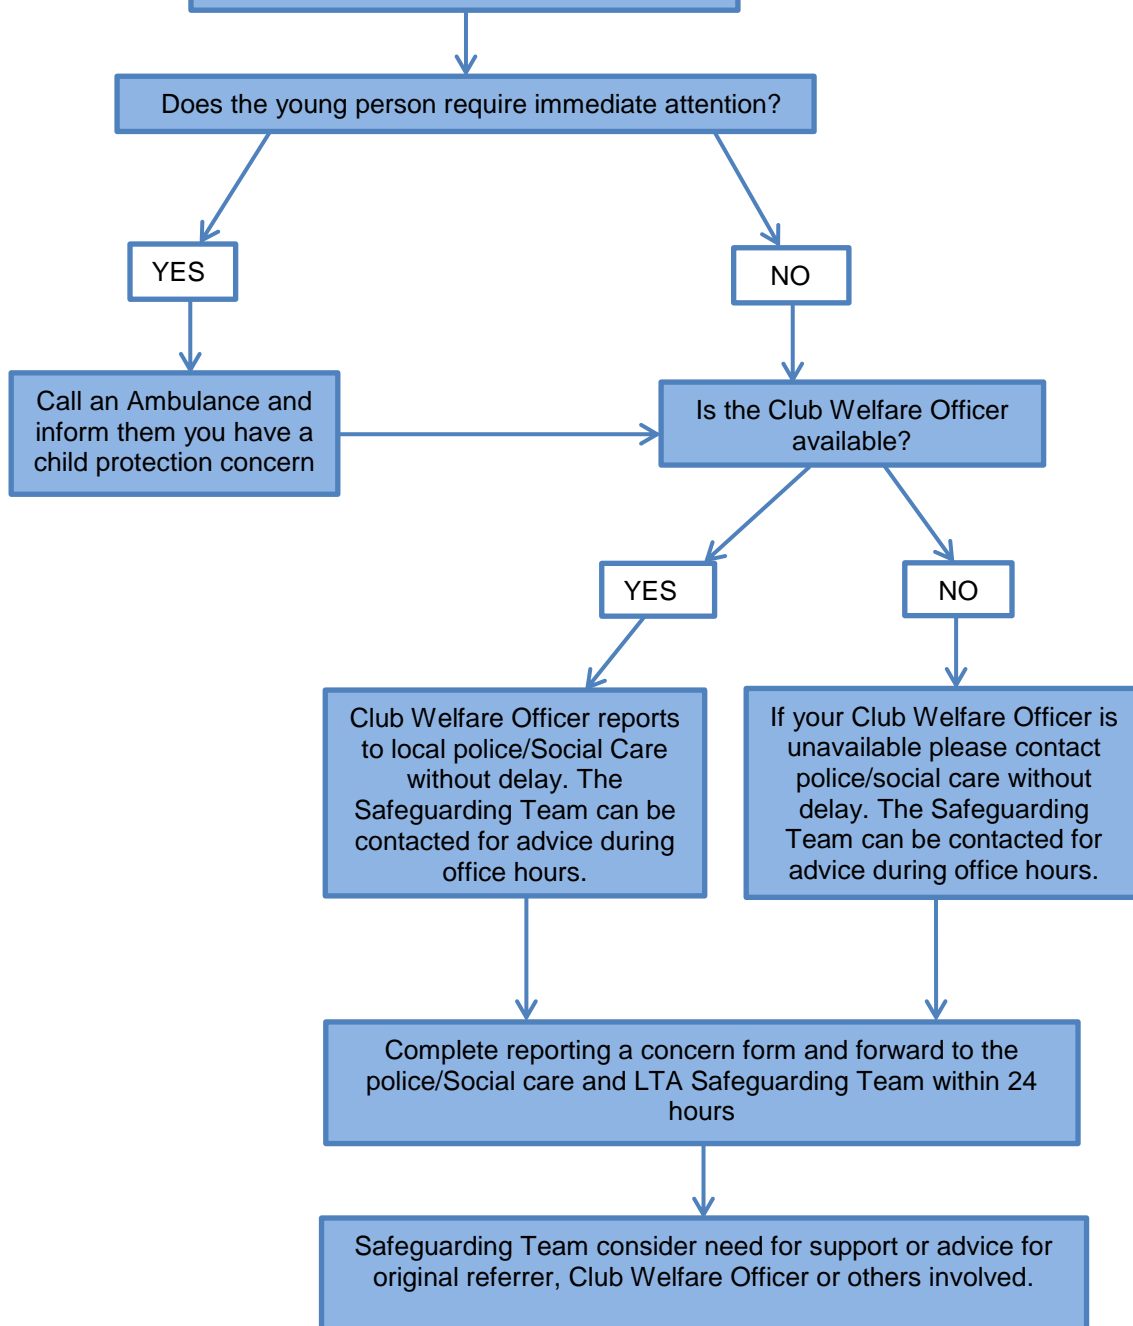 Does the young person require immediate attention?
YES
NO
Call an Ambulance and
inform them you have a
child protection concern
Is the Club Welfare Officer
available?
YES
NO
Club Welfare Officer reports
to local police/Social Care
without delay. The
Safeguarding Team can be
contacted for advice during
office hours.
If your Club Welfare Officer is
unavailable please contact
police/social care without
delay. The Safeguarding
Team can be contacted for
advice during office hours.
Complete reporting a concern form and forward to the
police/Social care and LTA Safeguarding Team within 24
hours
Safeguarding Team consider need for support or advice for
original referrer, Club Welfare Officer or others involved.